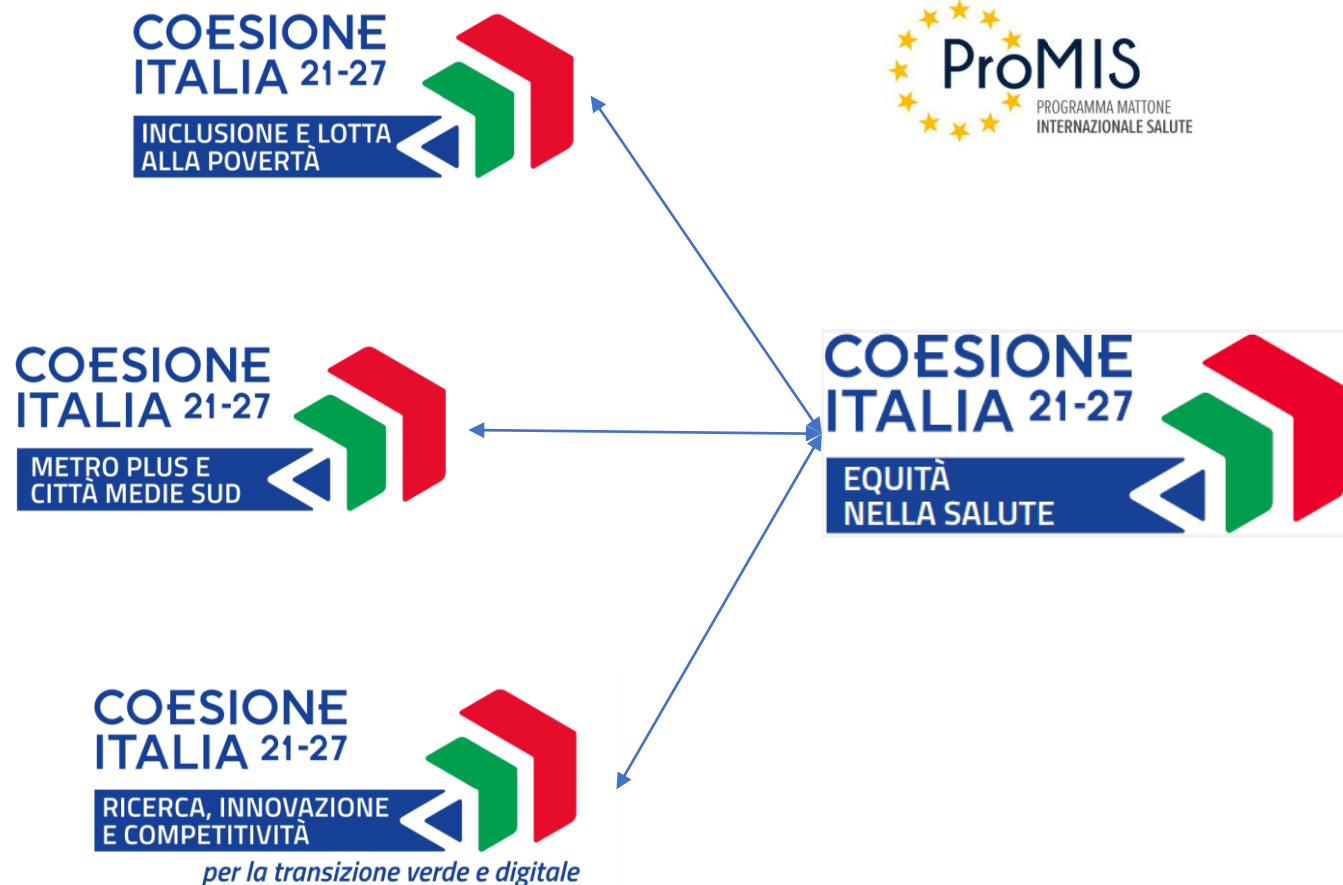 COESIONE
ITALIA 21-27
INCLUSIONE E LOTTA
ALLA POVERTÀ
ProMIS
PROGRAMMA MATTONE
INTERNAZIONALE SALUTE
COESIONE
ITALIA 21-27
METRO PLUS E
CITTÀ MEDIE SUD
COESIONE
ITALIA 21-27
EQUITÀ
NELLA SALUTE
COESIONE
ITALIA 21-27
RICERCA, INNOVAZIONE
E COMPETITIVITÀ
per la transizione verde e digitale